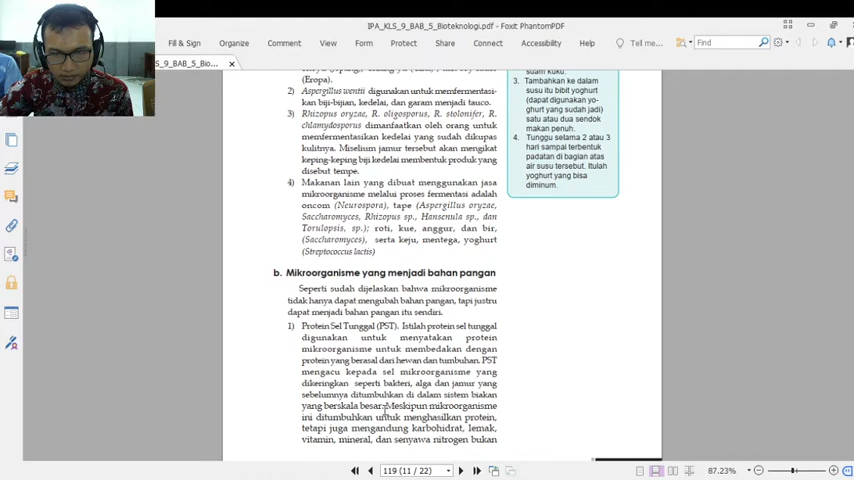 IPA_KLS_9_BAB_5_Bioteknologi.pdf - Foxit PhantomPDF
Fill & Sign Organize Comment View Form Protect Share Connect Accessibility Help Tell me... Find
S_9_BAB_5_Bio...
(Eropa).
2) Aspergillus wentii digunakan untuk memfermentasi-
kan biji-bijian, kedelai, dan garam menjadi tauco.
3) Rhizopus oryzae, R. oligosporus, R. stolonifer, R.
chlamydosporus dimanfaatkan oleh orang untuk
memfermentasikan kedelai yang sudah dikupas
kulitnya. Miselium jamur tersebut akan mengikat
keping-keping biji kedelai membentuk produk yang
disebut tempe.
4) Makanan lain yang dibuat menggunakan jasa
mikroorganisme melalui proses fermentasi adalah
oncom (Neurospora), tape (Aspergillus oryzae,
Saccharomyces, Rhizopus sp., Hansenula sp., dan
Torulopsis, sp.); roti, kue, anggur, dan bir,
(Saccharomyces), serta keju, mentega, yoghurt
(Streptococcus lactis)
b. Mikroorganisme yang menjadi bahan pangan
Seperti sudah dijelaskan bahwa mikroorganisme
tidak hanya dapat mengubah bahan pangan, tapi justru
dapat menjadi bahan pangan itu sendiri.
1) Protein Sel Tunggal (PST). Istilah protein sel tunggal
digunakan untuk menyatakan protein
mikroorganisme untuk membedakan dengan
protein yang berasal dari hewan dan tumbuhan. PST
mengacu kepada sel mikroorganisme yang
dikeringkan seperti bakteri, alga dan jamur yang
sebelumnya ditumbuhkan di dalam sistem biakan
yang berskala besar. Meskipun mikroorganisme
ini ditumbuhkan untuk menghasilkan protein,
tetapi juga mengandung karbohidrat, lemak,
vitamin, mineral, dan senyawa nitrogen bukan
suam kuku.
3. Tambahkan ke dalam
susu itu bibit yoghurt
(dapat digunakan yo-
ghurt yang sudah jadi)
satu atau dua sendok
makan penuh.
4. Tunggu selama 2 atau 3
hari sampai terbentuk
padatan di bagian atas
air susu tersebut. Itulah
yoghurt yang bisa
diminum.
119 (11 / 22) 87.23%